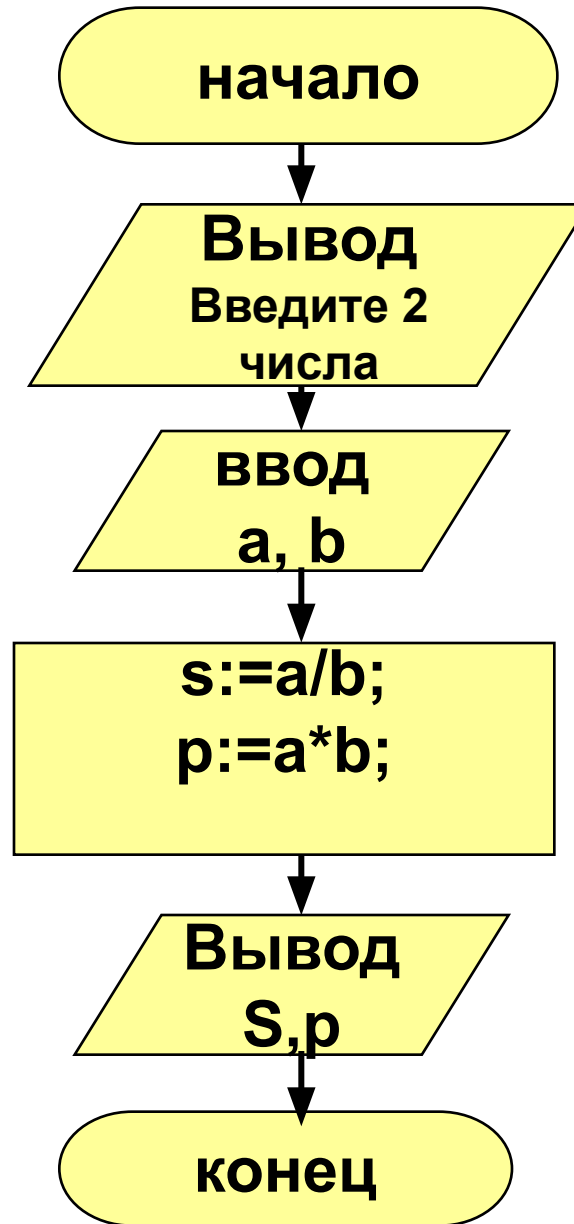 начало
Вывод
Введите 2
числа
ввод
a, b
s:=a/b;
p:=a*b;
Вывод
S,p
конец